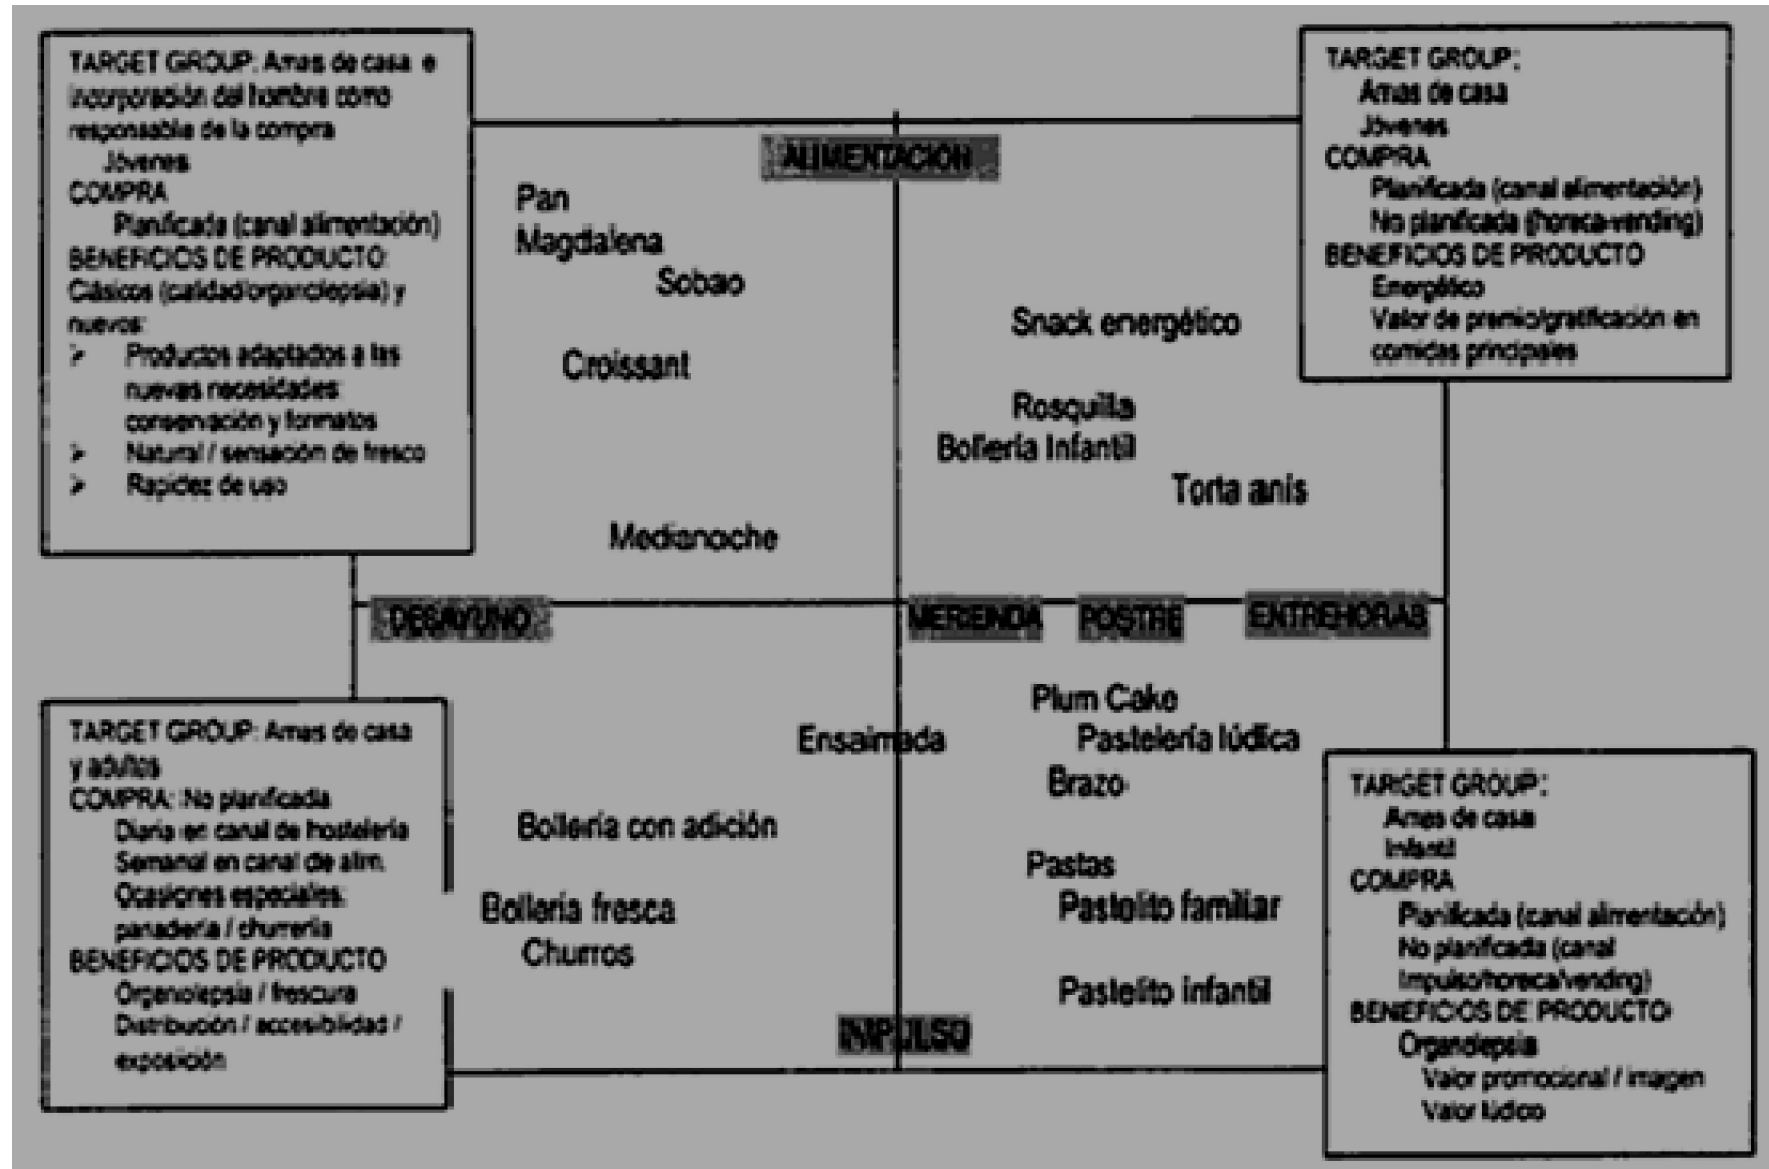 TARGET GROUP: Amas de casa e
incorporación del hombre como
responsable de la compra
Jóvenes
COMPRA
Planificada (canal alimentación)
BENEFICIOS DE PRODUCTO:
Clásicos (calidad/organolepsia) y
nuevos:
➢ Productos adaptados a las
nuevas necesidades:
conservación y formatos
➢ Natural / sensación de fresco
➢ Rapidez de uso
TARGET GROUP:
Amas de casa
Jóvenes
COMPRA
Planificada (canal alimentación)
No planificada (horeca-vending)
BENEFICIOS DE PRODUCTO
Energético
Valor de premio/gratificación en
comidas principales
ALIMENTACION
Pan
Magdalena
Sobao
Croissant
Medianoche
Snack energético
Rosquilla
Bollería Infantil
Torta anís
DESAYUNO
MERIENDA
POSTRE
ENTREHORAS
Ensaimada
Bollería con adición
Bollería fresca
Churros
Plum Cake
Pastelería lúdica
Brazo
Pastas
Pastelito familiar
Pastelito infantil
IMPULSO
TARGET GROUP: Amas de casa
y adultos
COMPRA: No planificada
Diaria en canal de hostelería
Semanal en canal de alim.
Ocasiones especiales:
panadería / churrería
BENEFICIOS DE PRODUCTO
Organolepsia / frescura
Distribución / accesibilidad /
exposición
TARGET GROUP:
Amas de casa
Infantil
COMPRA
Planificada (canal alimentación)
No planificada (canal
Impulso/horeca/vending)
BENEFICIOS DE PRODUCTO
Organolepsia
Valor promocional / imagen
Valor lúdico